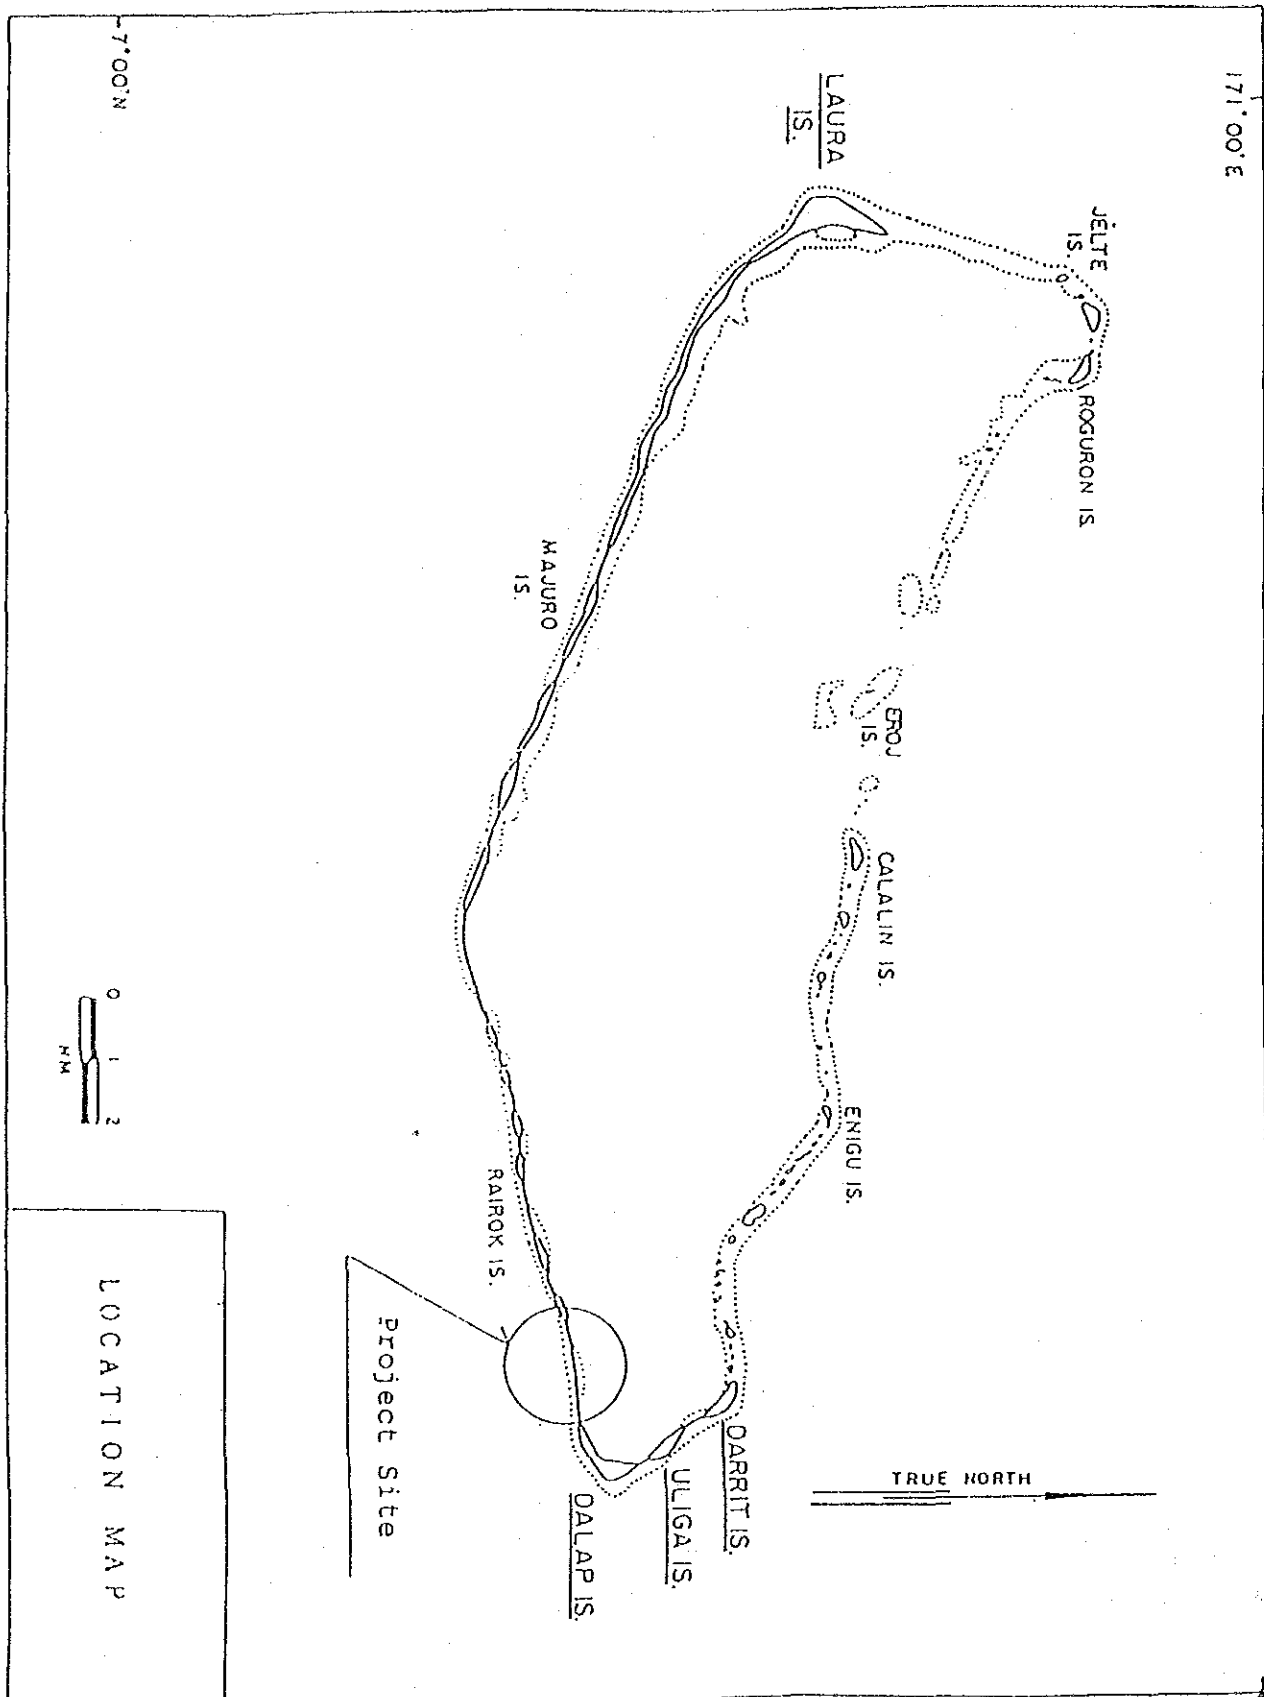 171°00'E
JELTE
IS.
ROGURON IS.
LAURA
IS.
EROJ
IS.
CALALIN IS.
ENIGU IS.
TRUE NORTH
DARRIT IS.
ULIGA IS.
DALAP IS.
MAJURO
IS.
RAIROK IS.
Project Site
7°00'N
0 1 2
NM
LOCATION MAP